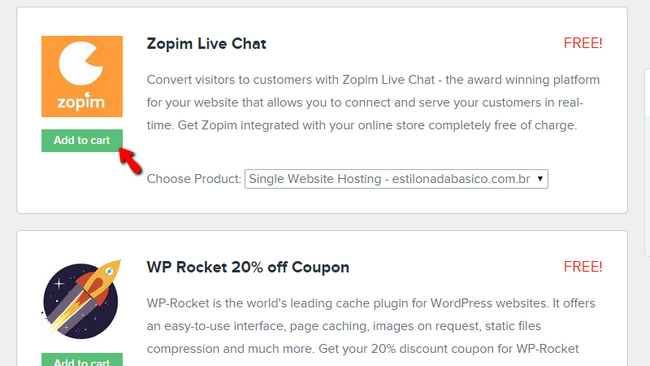 Zopim Live Chat
FREE!
Convert visitors to customers with Zopim Live Chat - the award winning platform
for your website that allows you to connect and serve your customers in real-
time. Get Zopim integrated with your online store completely free of charge.
zopim
Add to cart
Choose Product: Single Website Hosting - estilonadabasico.com.br
WP Rocket 20% off Coupon
FREE!
WP-Rocket is the world's leading cache plugin for WordPress websites. It offers
an easy-to-use interface, page caching, images on request, static files
compression and much more. Get your 20% discount coupon for WP-Rocket
Add to cart